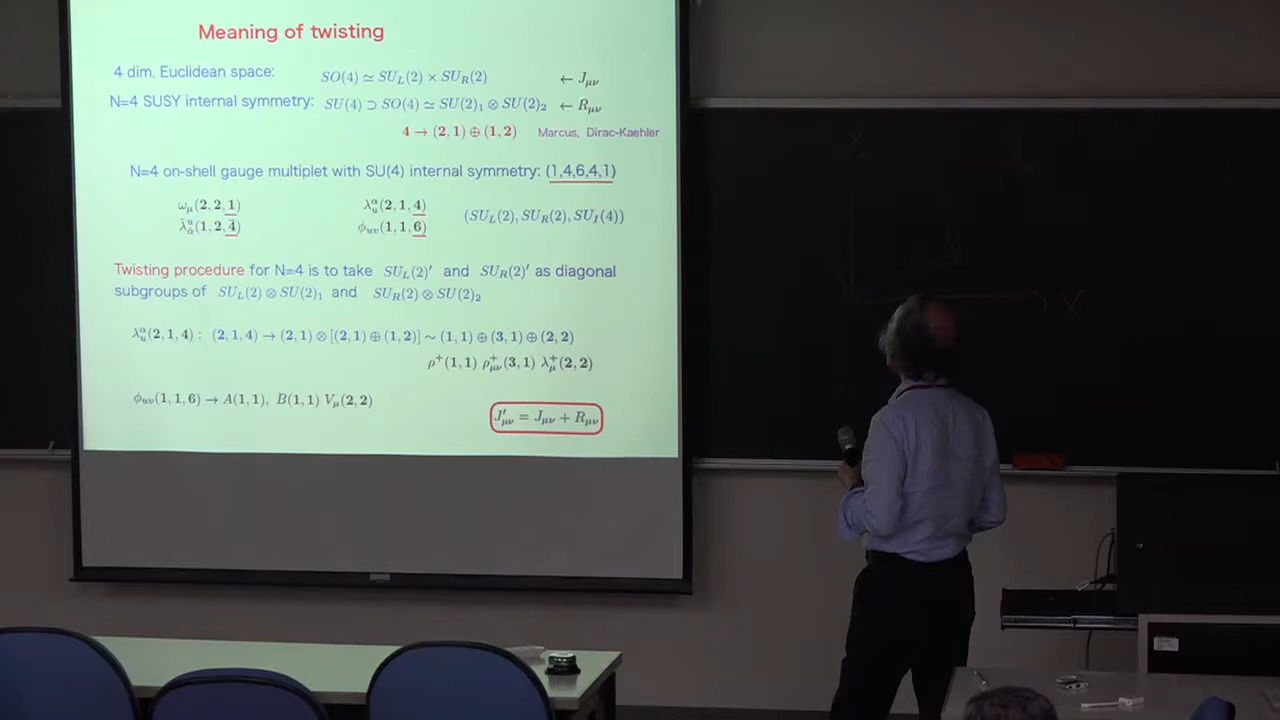 Meaning of twisting
4 dim. Euclidean space: SO(4) ≃ SU_L(2) × SU_R(2) ← J_μν
N=4 SUSY internal symmetry: SU(4) ⊃ SO(4) ≃ SU(2)₁ ⊗ SU(2)₂ ← R_μν
4 → (2,1) ⊕ (1,2) Marcus, Dirac-Kaehler
N=4 on-shell gauge multiplet with SU(4) internal symmetry: (1,4,6,4,1)
ω_μ(2,2,1) λ_u^α(2,1,4) (SU_L(2), SU_R(2), SU_I(4))
λ̄_α̇^u(1,2,4̄) φ_uv(1,1,6)
Twisting procedure for N=4 is to take SU_L(2)′ and SU_R(2)′ as diagonal
subgroups of SU_L(2) ⊗ SU(2)₁ and SU_R(2) ⊗ SU(2)₂
λ_u^α(2,1,4) : (2,1,4) → (2,1) ⊗ [(2,1) ⊕ (1,2)] ∼ (1,1) ⊕ (3,1) ⊕ (2,2)
ρ⁺(1,1) ρ⁺_μν(3,1) λ⁺_μ(2,2)
φ_uv(1,1,6) → A(1,1), B(1,1) V_μ(2,2)
J′_μν = J_μν + R_μν